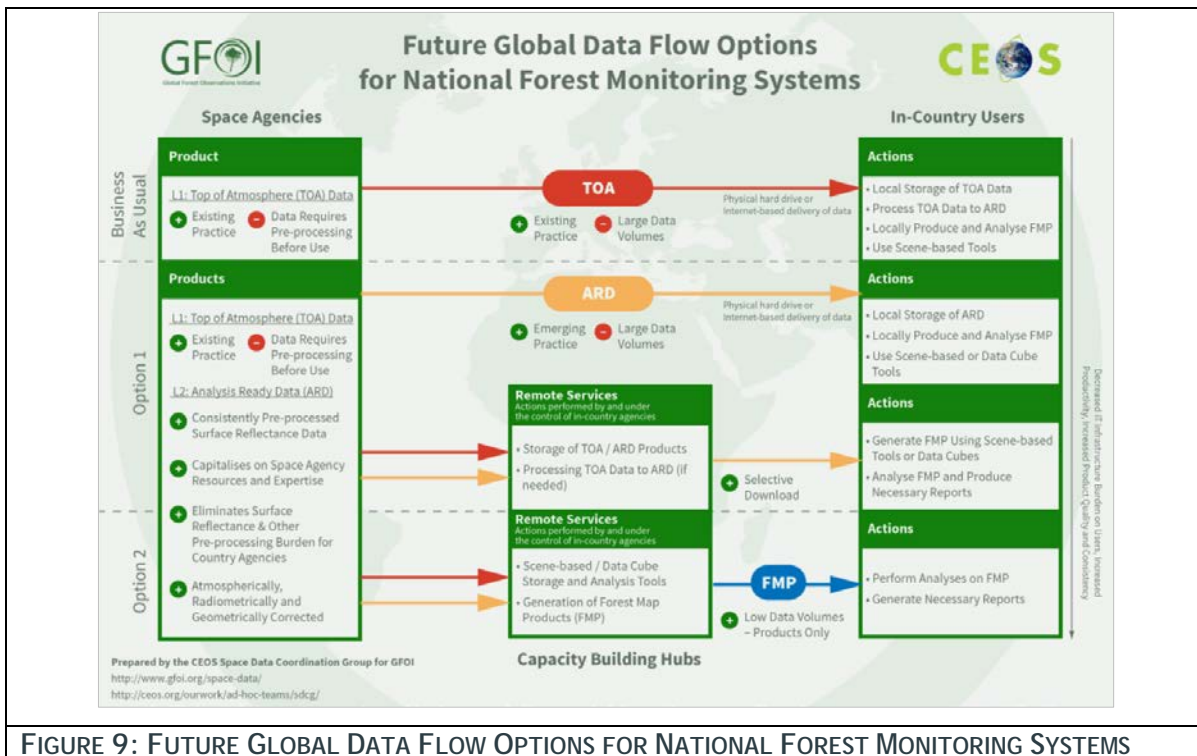 GFOI
Global Forest Observations Initiative
Future Global Data Flow Options
for National Forest Monitoring Systems
CEOS
Space Agencies
In-Country Users
Business
As Usual
Product
L1: Top of Atmosphere (TOA) Data
Existing
Practice
Data Requires
Pre-processing
Before Use
TOA
Existing
Practice
Large Data
Volumes
Physical hard drive or
Internet-based delivery of data
Actions
• Local Storage of TOA Data
• Process TOA Data to ARD
• Locally Produce and Analyse FMP
• Use Scene-based Tools
Option 1
Products
L1: Top of Atmosphere (TOA) Data
Existing
Practice
Data Requires
Pre-processing
Before Use
L2: Analysis Ready Data (ARD)
Consistently Pre-processed
Surface Reflectance Data
Capitalises on Space Agency
Resources and Expertise
Eliminates Surface
Reflectance & Other
Pre-processing Burden for
Country Agencies
Atmospherically,
Radiometrically and
Geometrically Corrected
ARD
Emerging
Practice
Large Data
Volumes
Physical hard drive or
Internet-based delivery of data
Actions
• Local Storage of ARD
• Locally Produce and Analyse FMP
• Use Scene-based or Data Cube
Tools
Remote Services
Actions performed by and under
the control of in-country agencies
• Storage of TOA / ARD Products
• Processing TOA Data to ARD (if
needed)
Selective
Download
Actions
• Generate FMP Using Scene-based
Tools or Data Cubes
• Analyse FMP and Produce
Necessary Reports
Option 2
Remote Services
Actions performed by and under
the control of in-country agencies
• Scene-based / Data Cube
Storage and Analysis Tools
• Generation of Forest Map
Products (FMP)
FMP
Low Data Volumes
– Products Only
Actions
• Perform Analyses on FMP
• Generate Necessary Reports
Decreased IT Infrastructure Burden on Users, Increased
Productivity, Increased Product Quality and Consistency
Capacity Building Hubs
Prepared by the CEOS Space Data Coordination Group for GFOI
http://www.gfoi.org/space-data/
http://ceos.org/ourwork/ad-hoc-teams/sdcg/
FIGURE 9: FUTURE GLOBAL DATA FLOW OPTIONS FOR NATIONAL FOREST MONITORING SYSTEMS